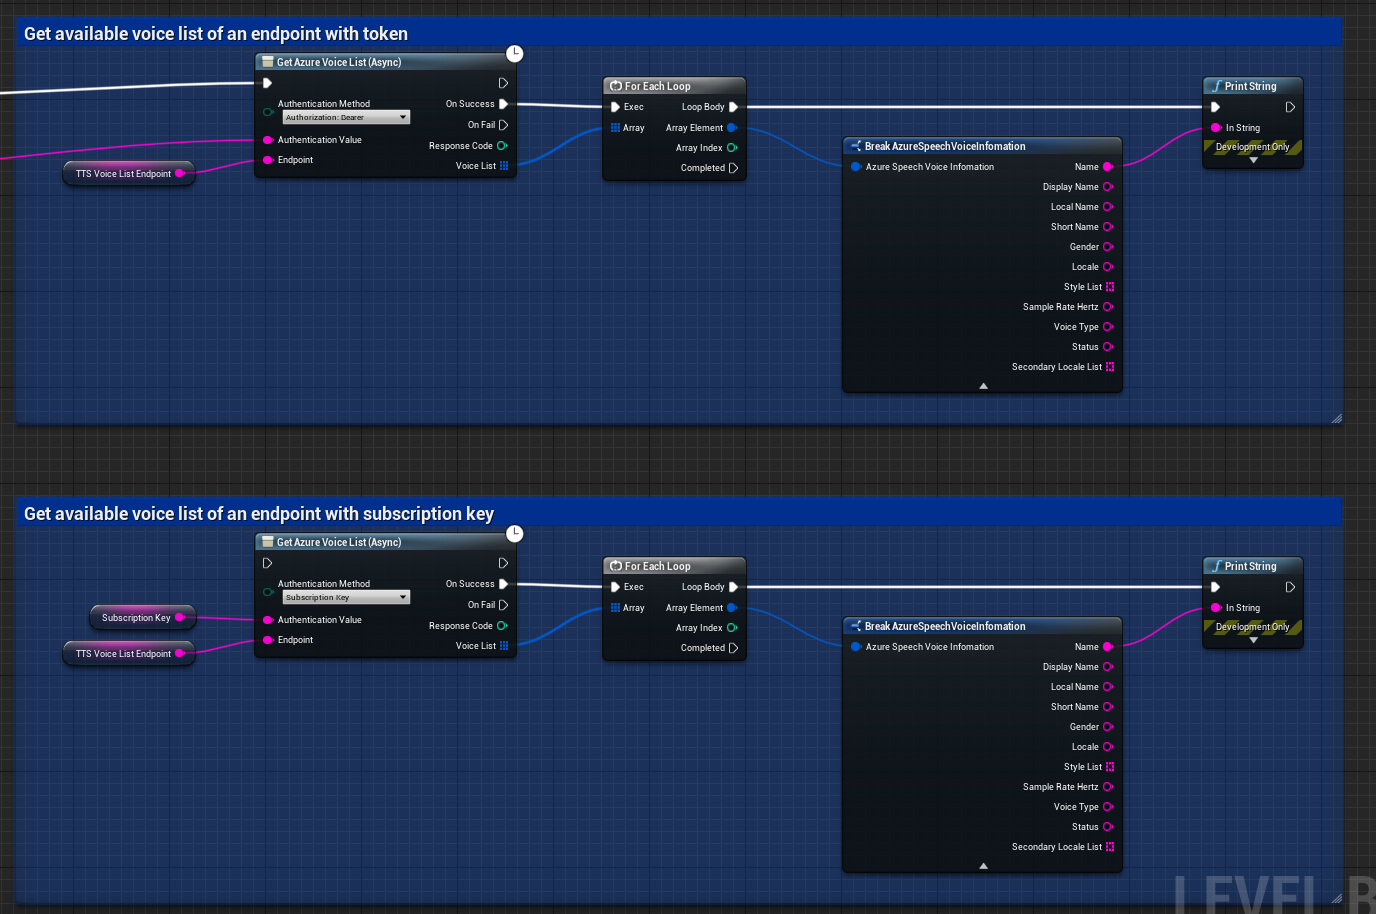 Get available voice list of an endpoint with token
Get Azure Voice List (Async)
Authentication Method
Authorization: Bearer
On Success
On Fail
Authentication Value
Response Code
Endpoint
Voice List
TTS Voice List Endpoint
For Each Loop
Exec
Loop Body
Array
Array Element
Array Index
Completed
Break AzureSpeechVoiceInfomation
Azure Speech Voice Infomation
Name
Display Name
Local Name
Short Name
Gender
Locale
Style List
Sample Rate Hertz
Voice Type
Status
Secondary Locale List
Print String
In String
Development Only
Get available voice list of an endpoint with subscription key
Get Azure Voice List (Async)
Authentication Method
Subscription Key
On Success
On Fail
Authentication Value
Response Code
Endpoint
Voice List
Subscription Key
TTS Voice List Endpoint
For Each Loop
Exec
Loop Body
Array
Array Element
Array Index
Completed
Break AzureSpeechVoiceInfomation
Azure Speech Voice Infomation
Name
Display Name
Local Name
Short Name
Gender
Locale
Style List
Sample Rate Hertz
Voice Type
Status
Secondary Locale List
Print String
In String
Development Only
LEVEL B